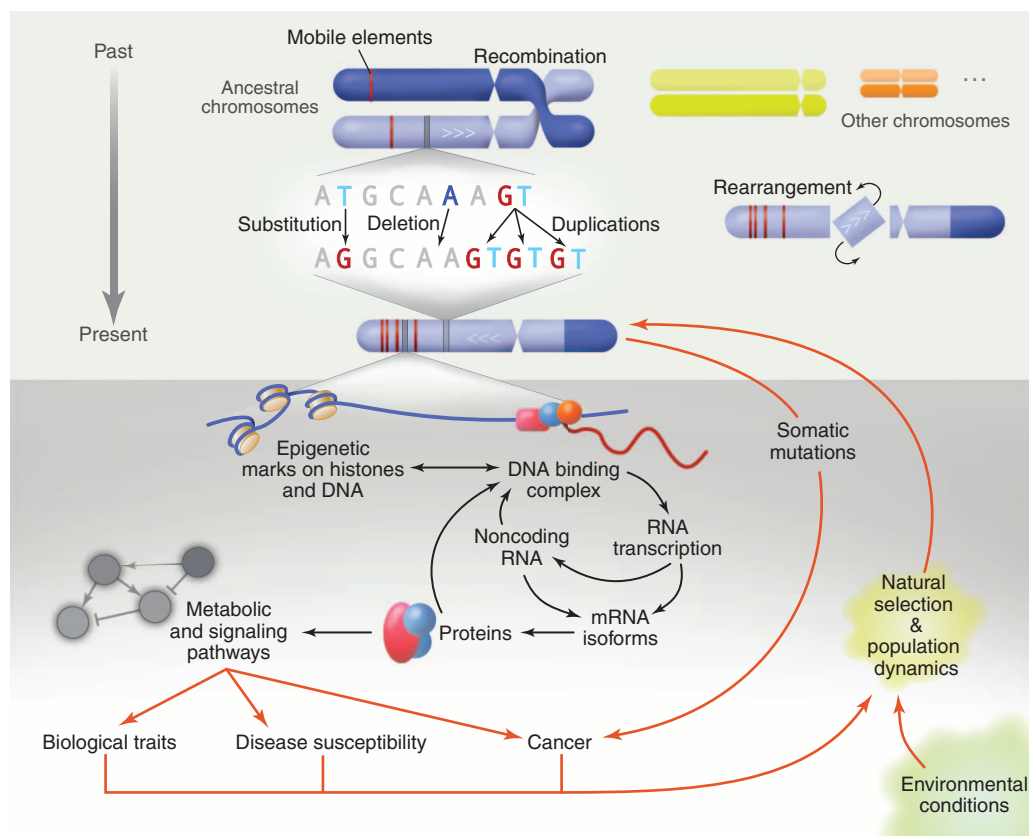 Past
Mobile elements
Recombination
Ancestral
chromosomes
>>>
...
Other chromosomes
ATGCAAAGT
Substitution
Deletion
Duplications
AGGCAAGTGTGT
Rearrangement
>>>
Present
<<<
Epigenetic
marks on histones
and DNA
DNA binding
complex
Somatic
mutations
Noncoding
RNA
RNA
transcription
Metabolic
and signaling
pathways
Proteins
mRNA
isoforms
Natural
selection
&
population
dynamics
Biological traits
Disease susceptibility
Cancer
Environmental
conditions